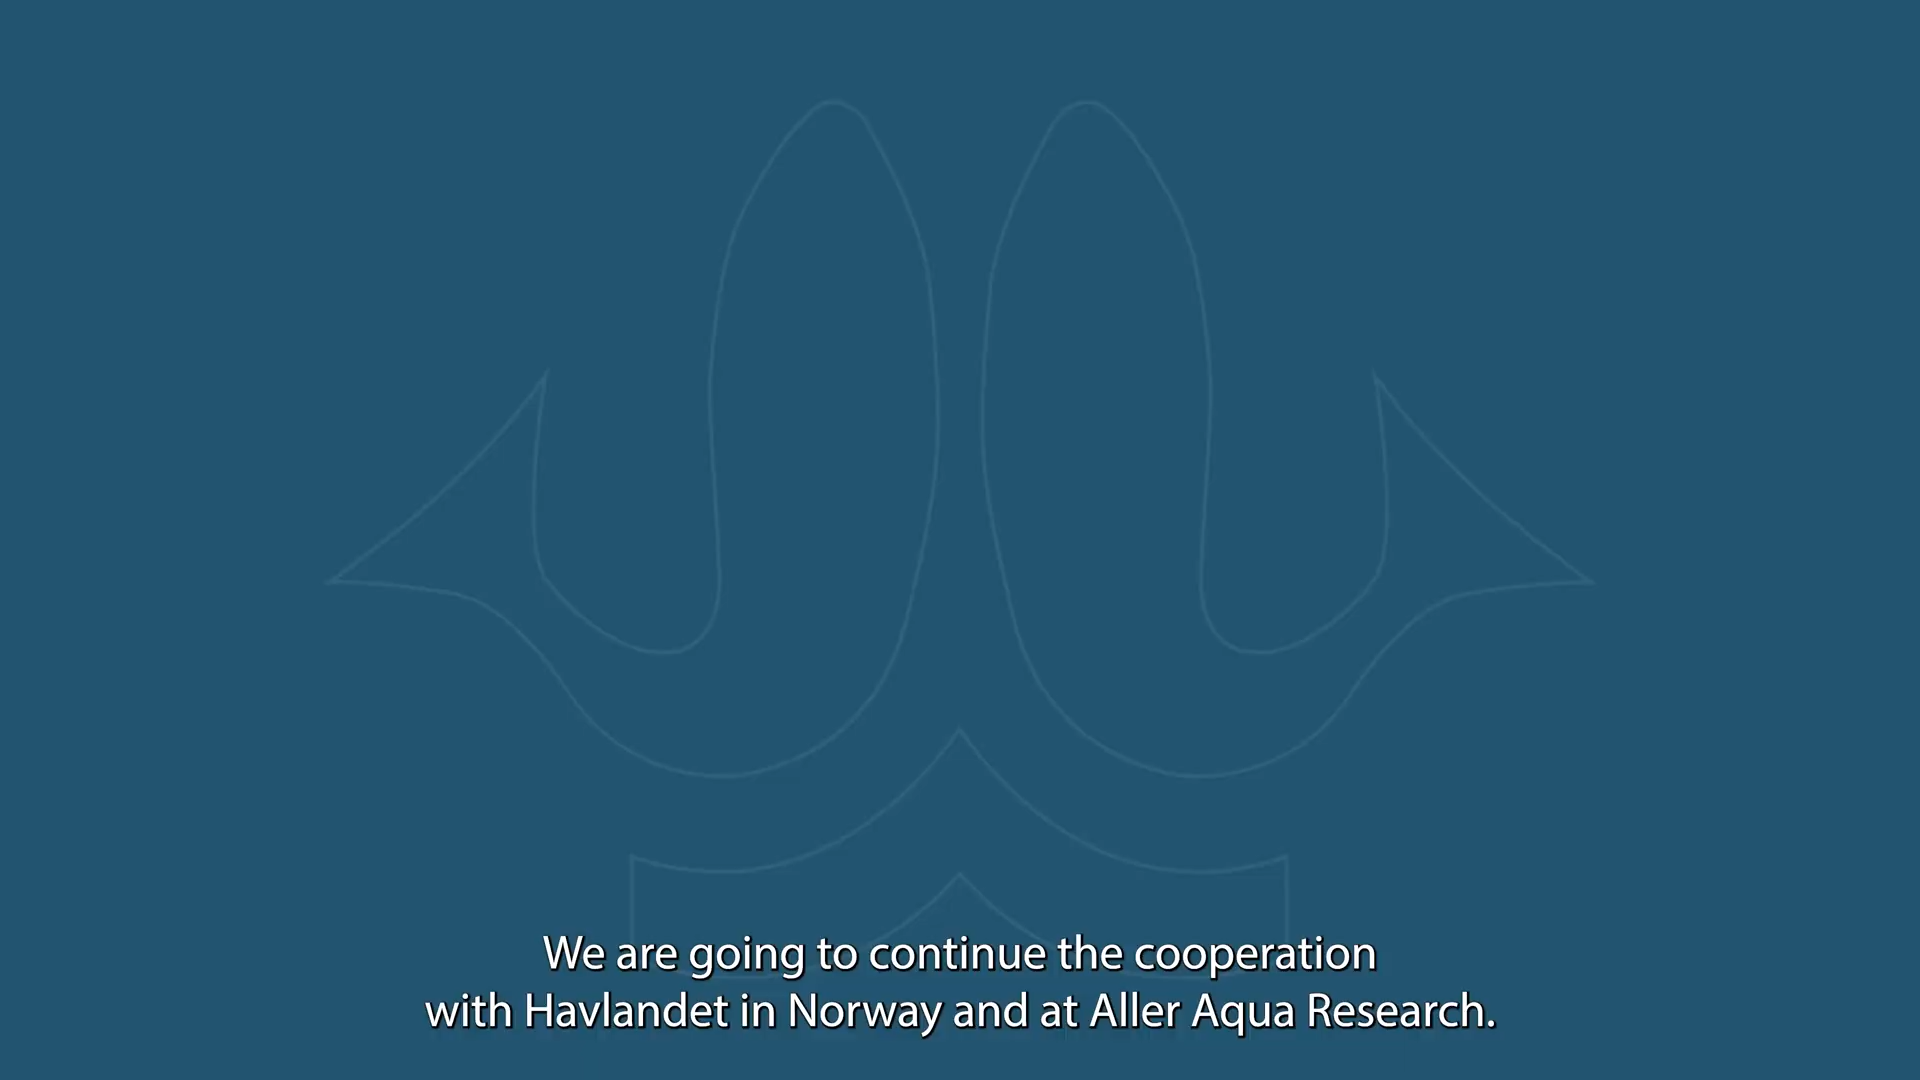 We are going to continue the cooperation
with Havlandet in Norway and at Aller Aqua Research.